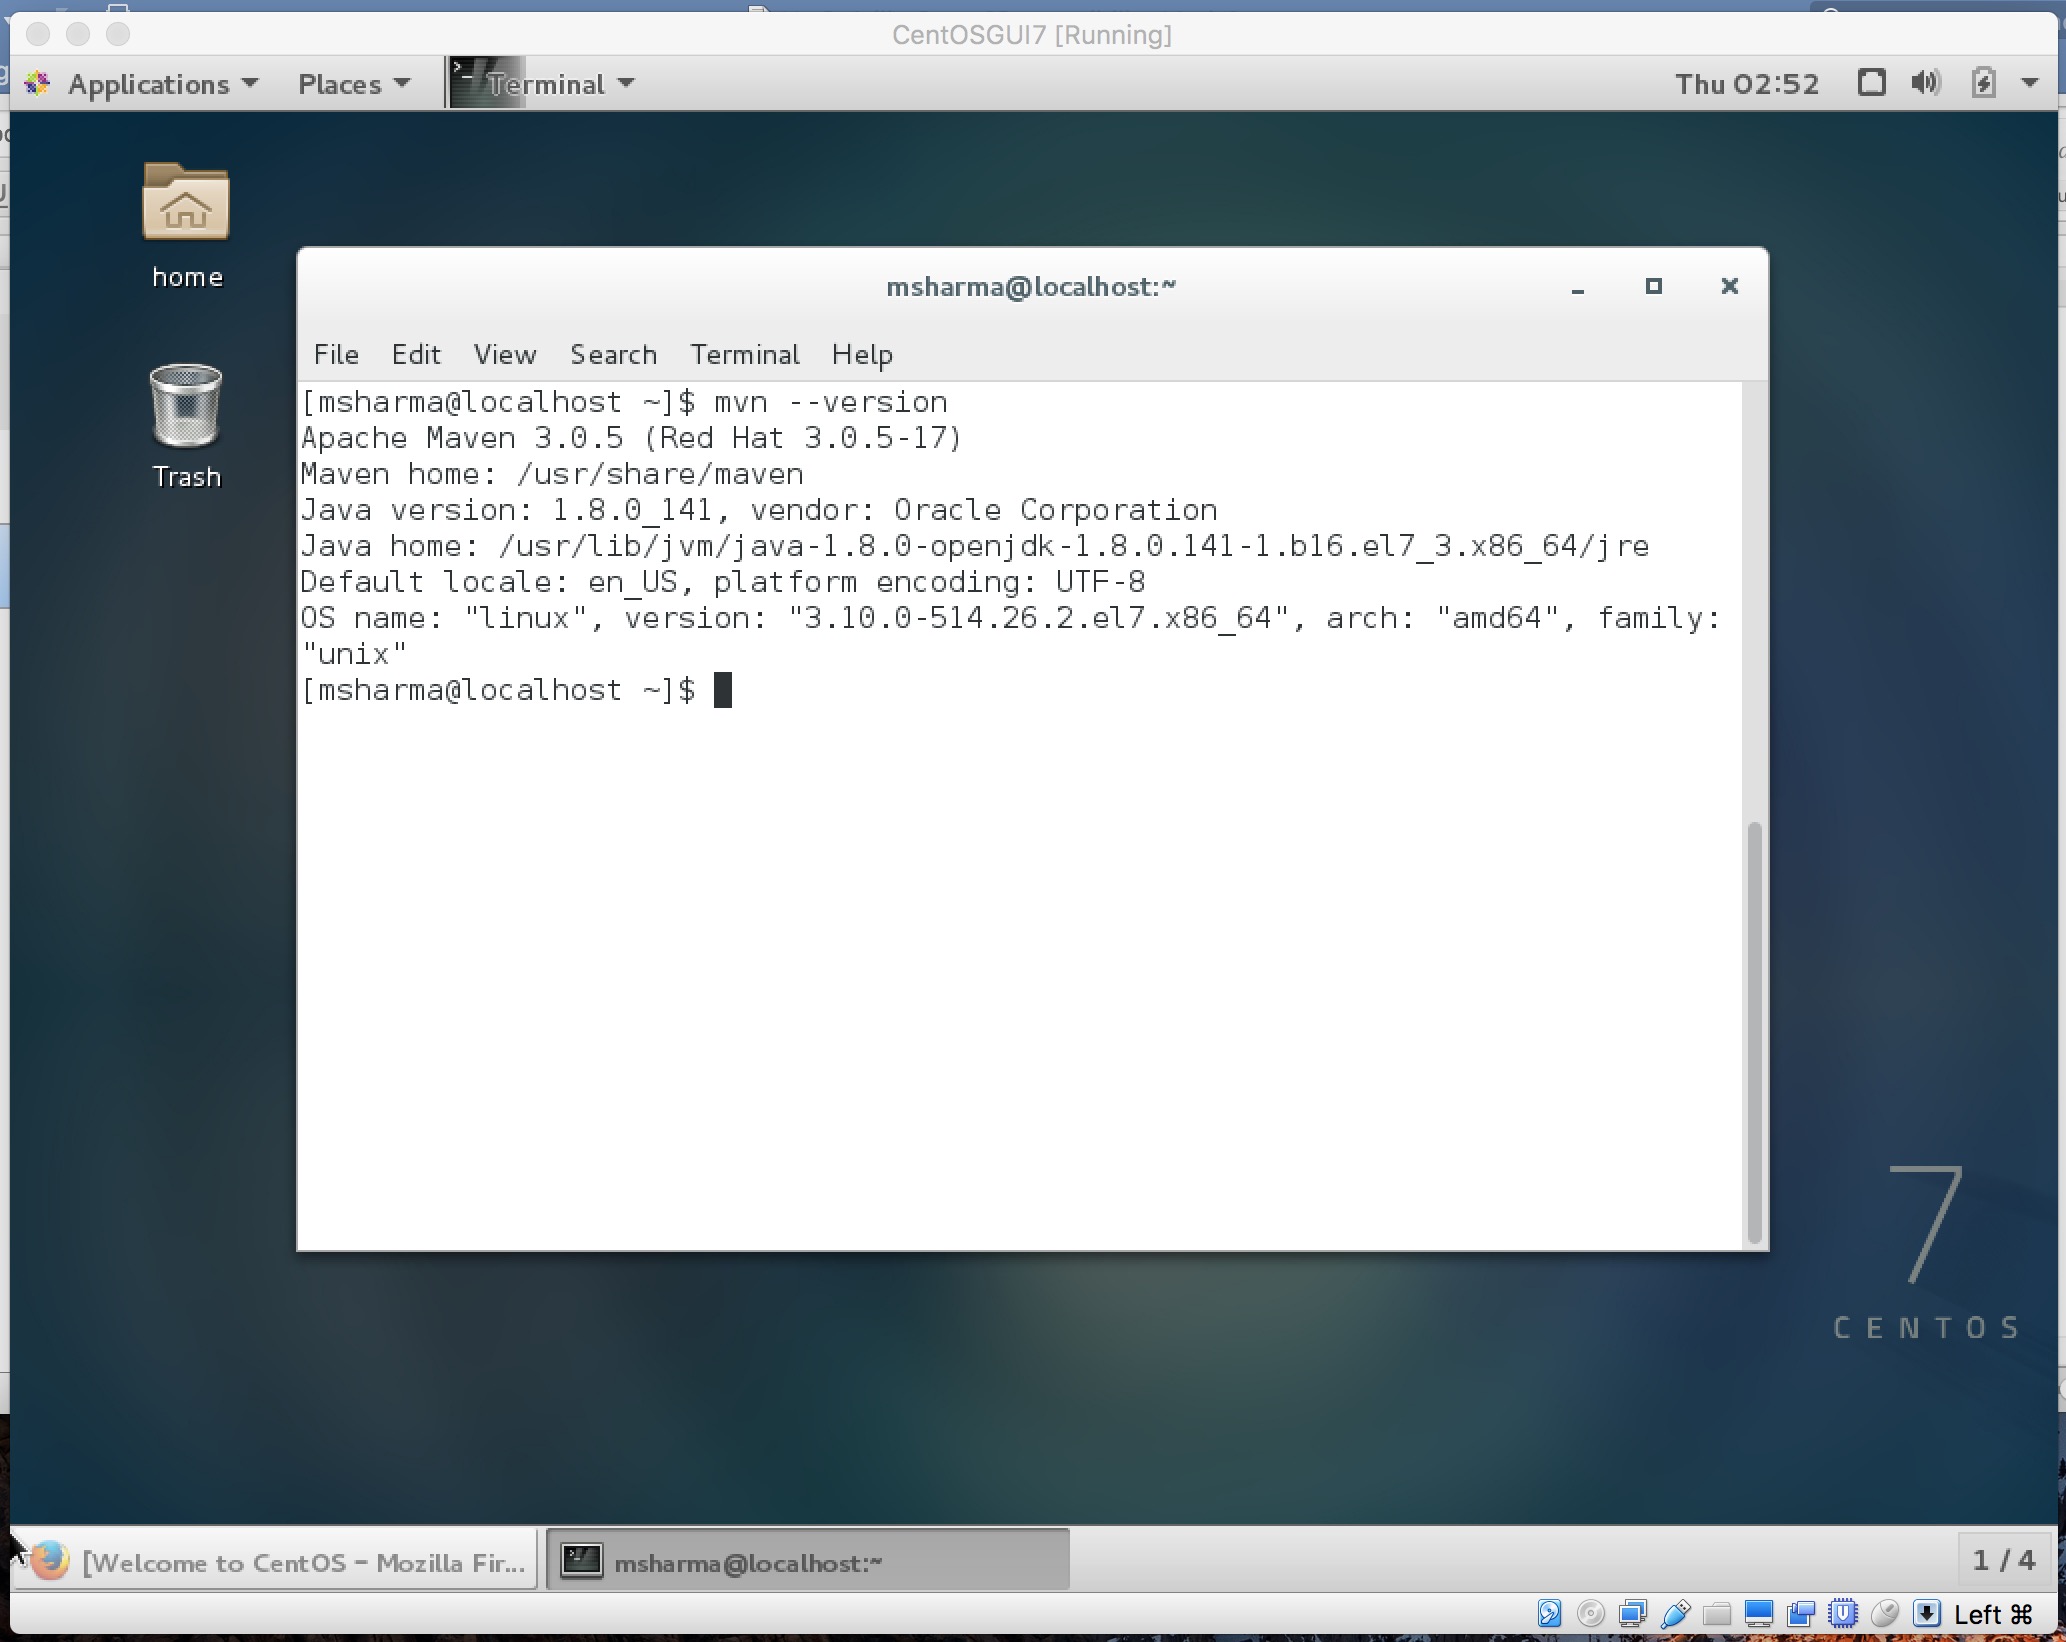 CentOSGUI7 [Running]
Applications Places Terminal Thu 02:52
home
Trash
msharma@localhost:~
File Edit View Search Terminal Help
[msharma@localhost ~]$ mvn --version
Apache Maven 3.0.5 (Red Hat 3.0.5-17)
Maven home: /usr/share/maven
Java version: 1.8.0_141, vendor: Oracle Corporation
Java home: /usr/lib/jvm/java-1.8.0-openjdk-1.8.0.141-1.b16.el7_3.x86_64/jre
Default locale: en_US, platform encoding: UTF-8
OS name: "linux", version: "3.10.0-514.26.2.el7.x86_64", arch: "amd64", family:
"unix"
[msharma@localhost ~]$
7
CENTOS
[Welcome to CentOS - Mozilla Fir... msharma@localhost:~ 1 / 4
Left ⌘